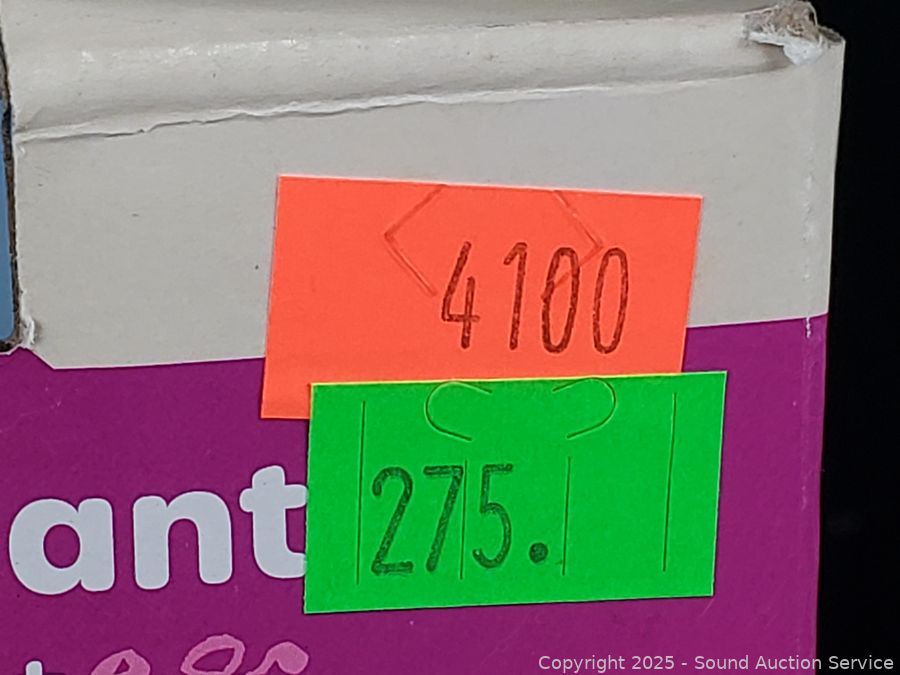 4100
275.
ant
Copyright 2025 - Sound Auction Service